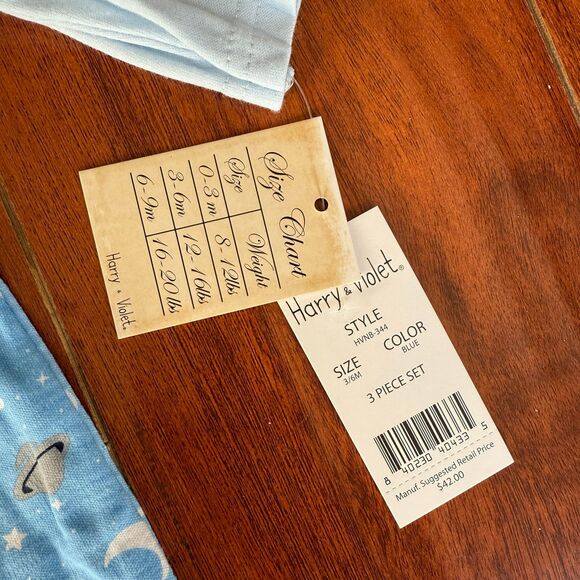 Size Chart
Size Weight
0-3m 8-12lbs
3-6m 12-16lbs
6-9m 16-20lbs
Harry & Violet®
Harry & Violet®
STYLE
HVNB-344
SIZE COLOR
3/6M BLUE
3 PIECE SET
8 40230 40433 5
Manuf. Suggested Retail Price
$42.00